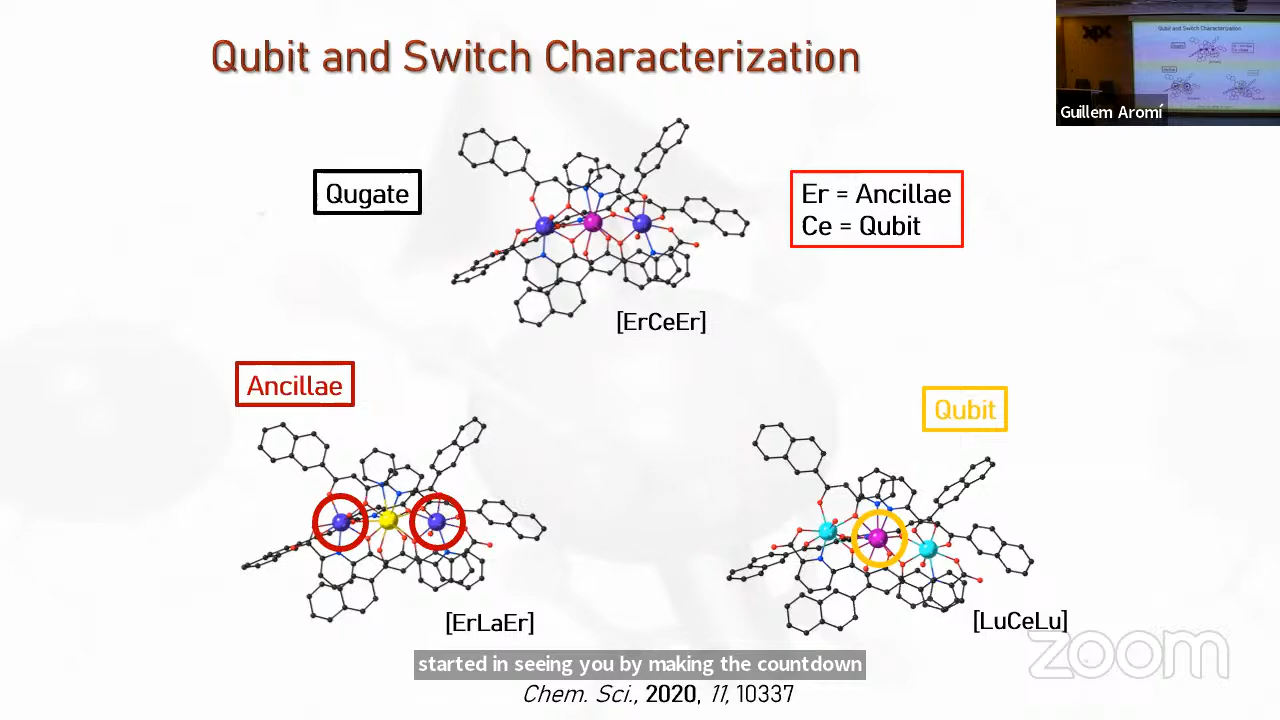 Qubit and Switch Characterization
Guillem Aromí
Qugate
Er = Ancillae
Ce = Qubit
[ErCeEr]
Ancillae
Qubit
[ErLaEr]
[LuCeLu]
zoom
started in seeing you by making the countdown
Chem. Sci., 2020, 11, 10337